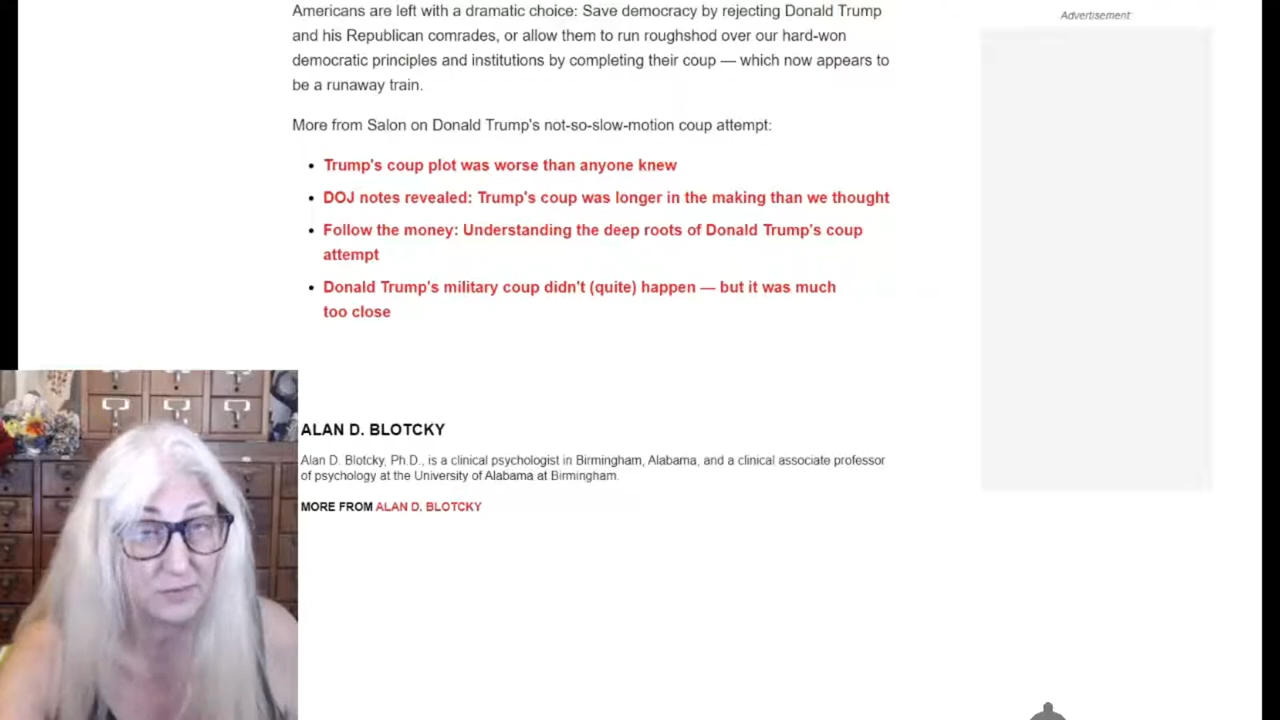 Americans are left with a dramatic choice: Save democracy by rejecting Donald Trump
and his Republican comrades, or allow them to run roughshod over our hard-won
democratic principles and institutions by completing their coup — which now appears to
be a runaway train.
More from Salon on Donald Trump's not-so-slow-motion coup attempt:
• Trump's coup plot was worse than anyone knew
• DOJ notes revealed: Trump's coup was longer in the making than we thought
• Follow the money: Understanding the deep roots of Donald Trump's coup
attempt
• Donald Trump's military coup didn't (quite) happen — but it was much
too close
ALAN D. BLOTCKY
Alan D. Blotcky, Ph.D., is a clinical psychologist in Birmingham, Alabama, and a clinical associate professor
of psychology at the University of Alabama at Birmingham.
MORE FROM ALAN D. BLOTCKY
Advertisement: